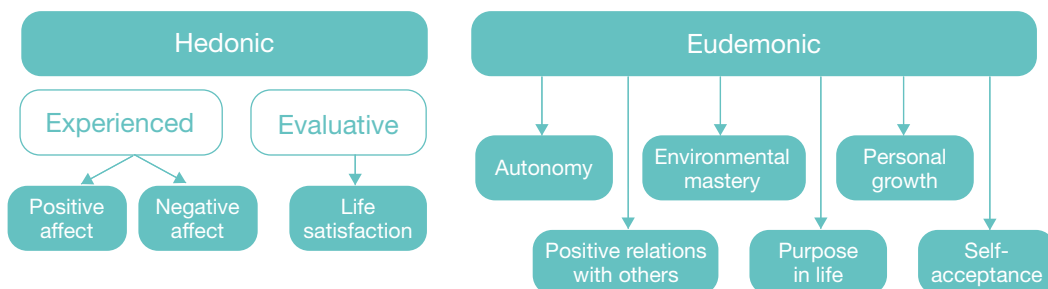 Hedonic
Experienced
Evaluative
Positive
affect
Negative
affect
Life
satisfaction
Eudemonic
Autonomy
Environmental
mastery
Personal
growth
Positive relations
with others
Purpose
in life
Self-
acceptance